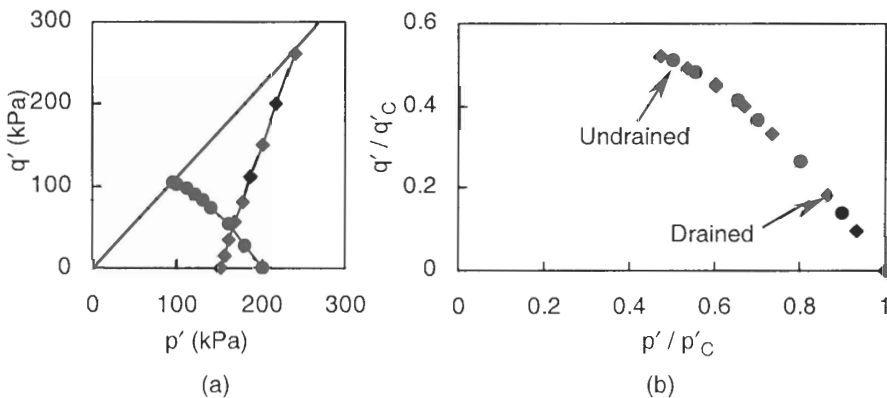 300
200
100
0
q′ (kPa)
0 100 200 300
p′ (kPa)
(a)
0.6
0.4
0.2
0
q′ / q′C
Undrained
Drained
0 0.2 0.4 0.6 0.8 1
p′ / p′C
(b)